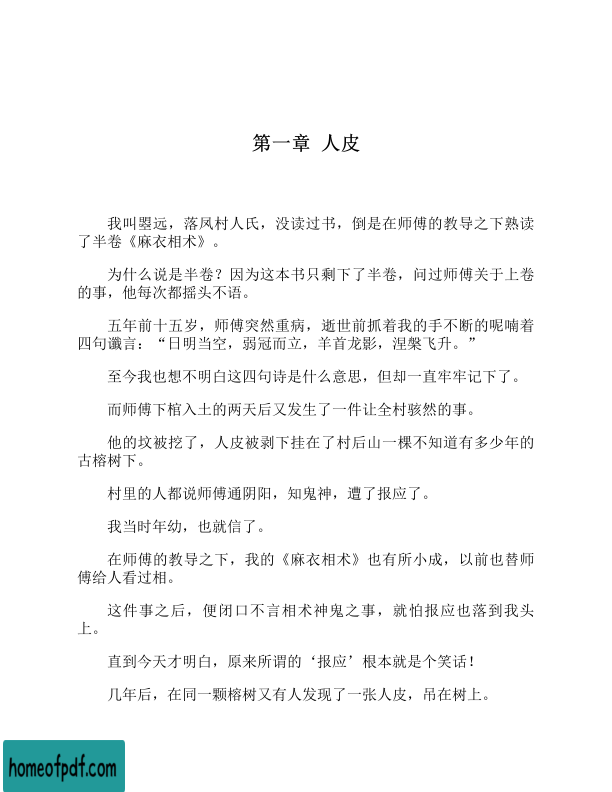 第一章 人皮
我叫曌远，落凤村人氏，没读过书，倒是在师傅的教导之下熟读
了半卷《麻衣相术》。
为什么说是半卷？因为这本书只剩下了半卷，问过师傅关于上卷
的事，他每次都摇头不语。
五年前十五岁，师傅突然重病，逝世前抓着我的手不断的呢喃着
四句谶言：“日明当空，弱冠而立，羊首龙影，涅槃飞升。”
至今我也想不明白这四句诗是什么意思，但却一直牢牢记下了。
而师傅下棺入土的两天后又发生了一件让全村骇然的事。
他的坟被挖了，人皮被剥下挂在了村后山一棵不知道有多少年的
古榕树下。
村里的人都说师傅通阴阳，知鬼神，遭了报应了。
我当时年幼，也就信了。
在师傅的教导之下，我的《麻衣相术》也有所小成，以前也替师
傅给人看过相。
这件事之后，便闭口不言相术神鬼之事，就怕报应也落到我头
上。
直到今天才明白，原来所谓的‘报应’根本就是个笑话！
几年后，在同一颗榕树又有人发现了一张人皮，吊在树上。
homeofpdf.com